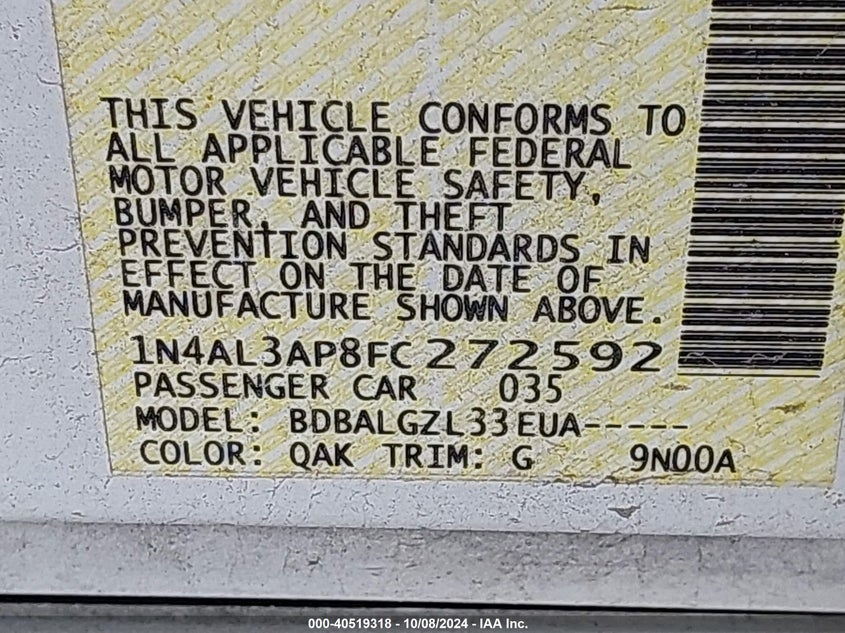 THIS VEHICLE CONFORMS TO
ALL APPLICABLE FEDERAL
MOTOR VEHICLE SAFETY,
BUMPER, AND THEFT
PREVENTION STANDARDS IN
EFFECT ON THE DATE OF
MANUFACTURE SHOWN ABOVE.
1N4AL3AP8FC272592
PASSENGER CAR 035
MODEL: BDBALGZL33EUA-----
COLOR: QAK TRIM: G 9N00A
000-40519318 - 10/08/2024 - IAA Inc.